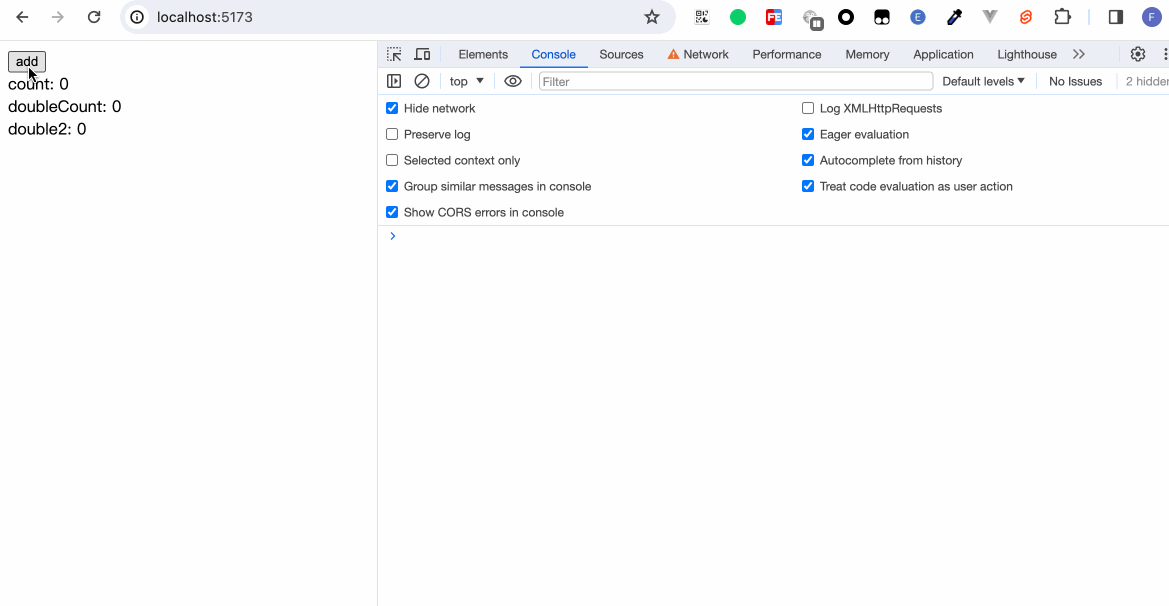 localhost:5173
FE
E
F
add
count: 0
doubleCount: 0
double2: 0
Elements Console Sources Network Performance Memory Application Lighthouse
top Filter Default levels No Issues 2 hidden
Hide network Log XMLHttpRequests
Preserve log Eager evaluation
Selected context only Autocomplete from history
Group similar messages in console Treat code evaluation as user action
Show CORS errors in console